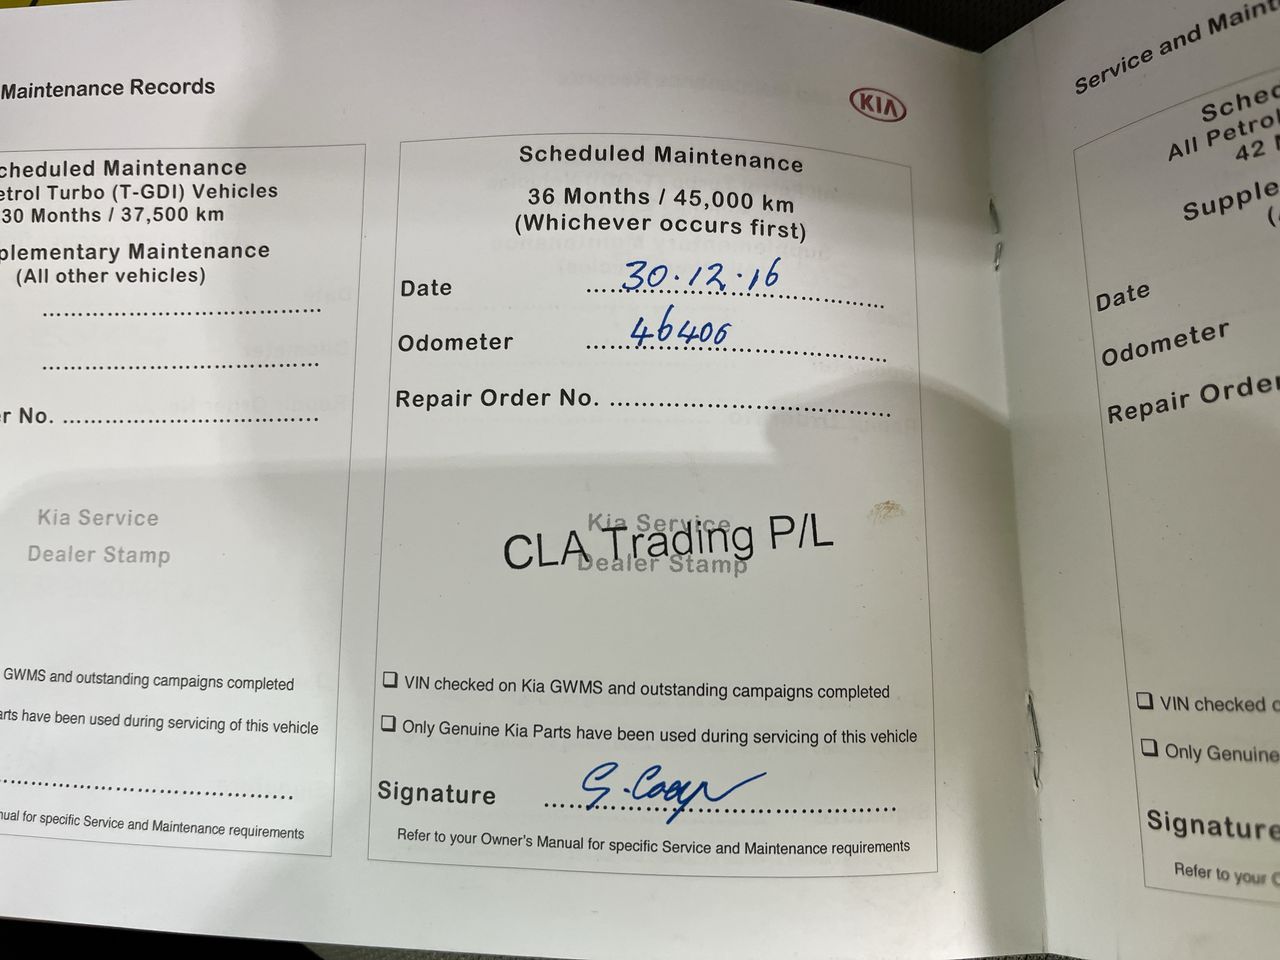 Maintenance Records
cheduled Maintenance
etrol Turbo (T-GDI) Vehicles
30 Months / 37,500 km
plementary Maintenance
(All other vehicles)
r No.
Kia Service
Dealer Stamp
GWMS and outstanding campaigns completed
arts have been used during servicing of this vehicle
nual for specific Service and Maintenance requirements
KIA
Scheduled Maintenance
36 Months / 45,000 km
(Whichever occurs first)
Date 30.12.16
Odometer 46406
Repair Order No.
Kia Service
Dealer Stamp
CLA Trading P/L
VIN checked on Kia GWMS and outstanding campaigns completed
Only Genuine Kia Parts have been used during servicing of this vehicle
Signature
Refer to your Owner's Manual for specific Service and Maintenance requirements
Service and Maint
Sched
All Petrol
42
Supple
Date
Odometer
Repair Order
VIN checked
Only Genuine
Signature
Refer to your